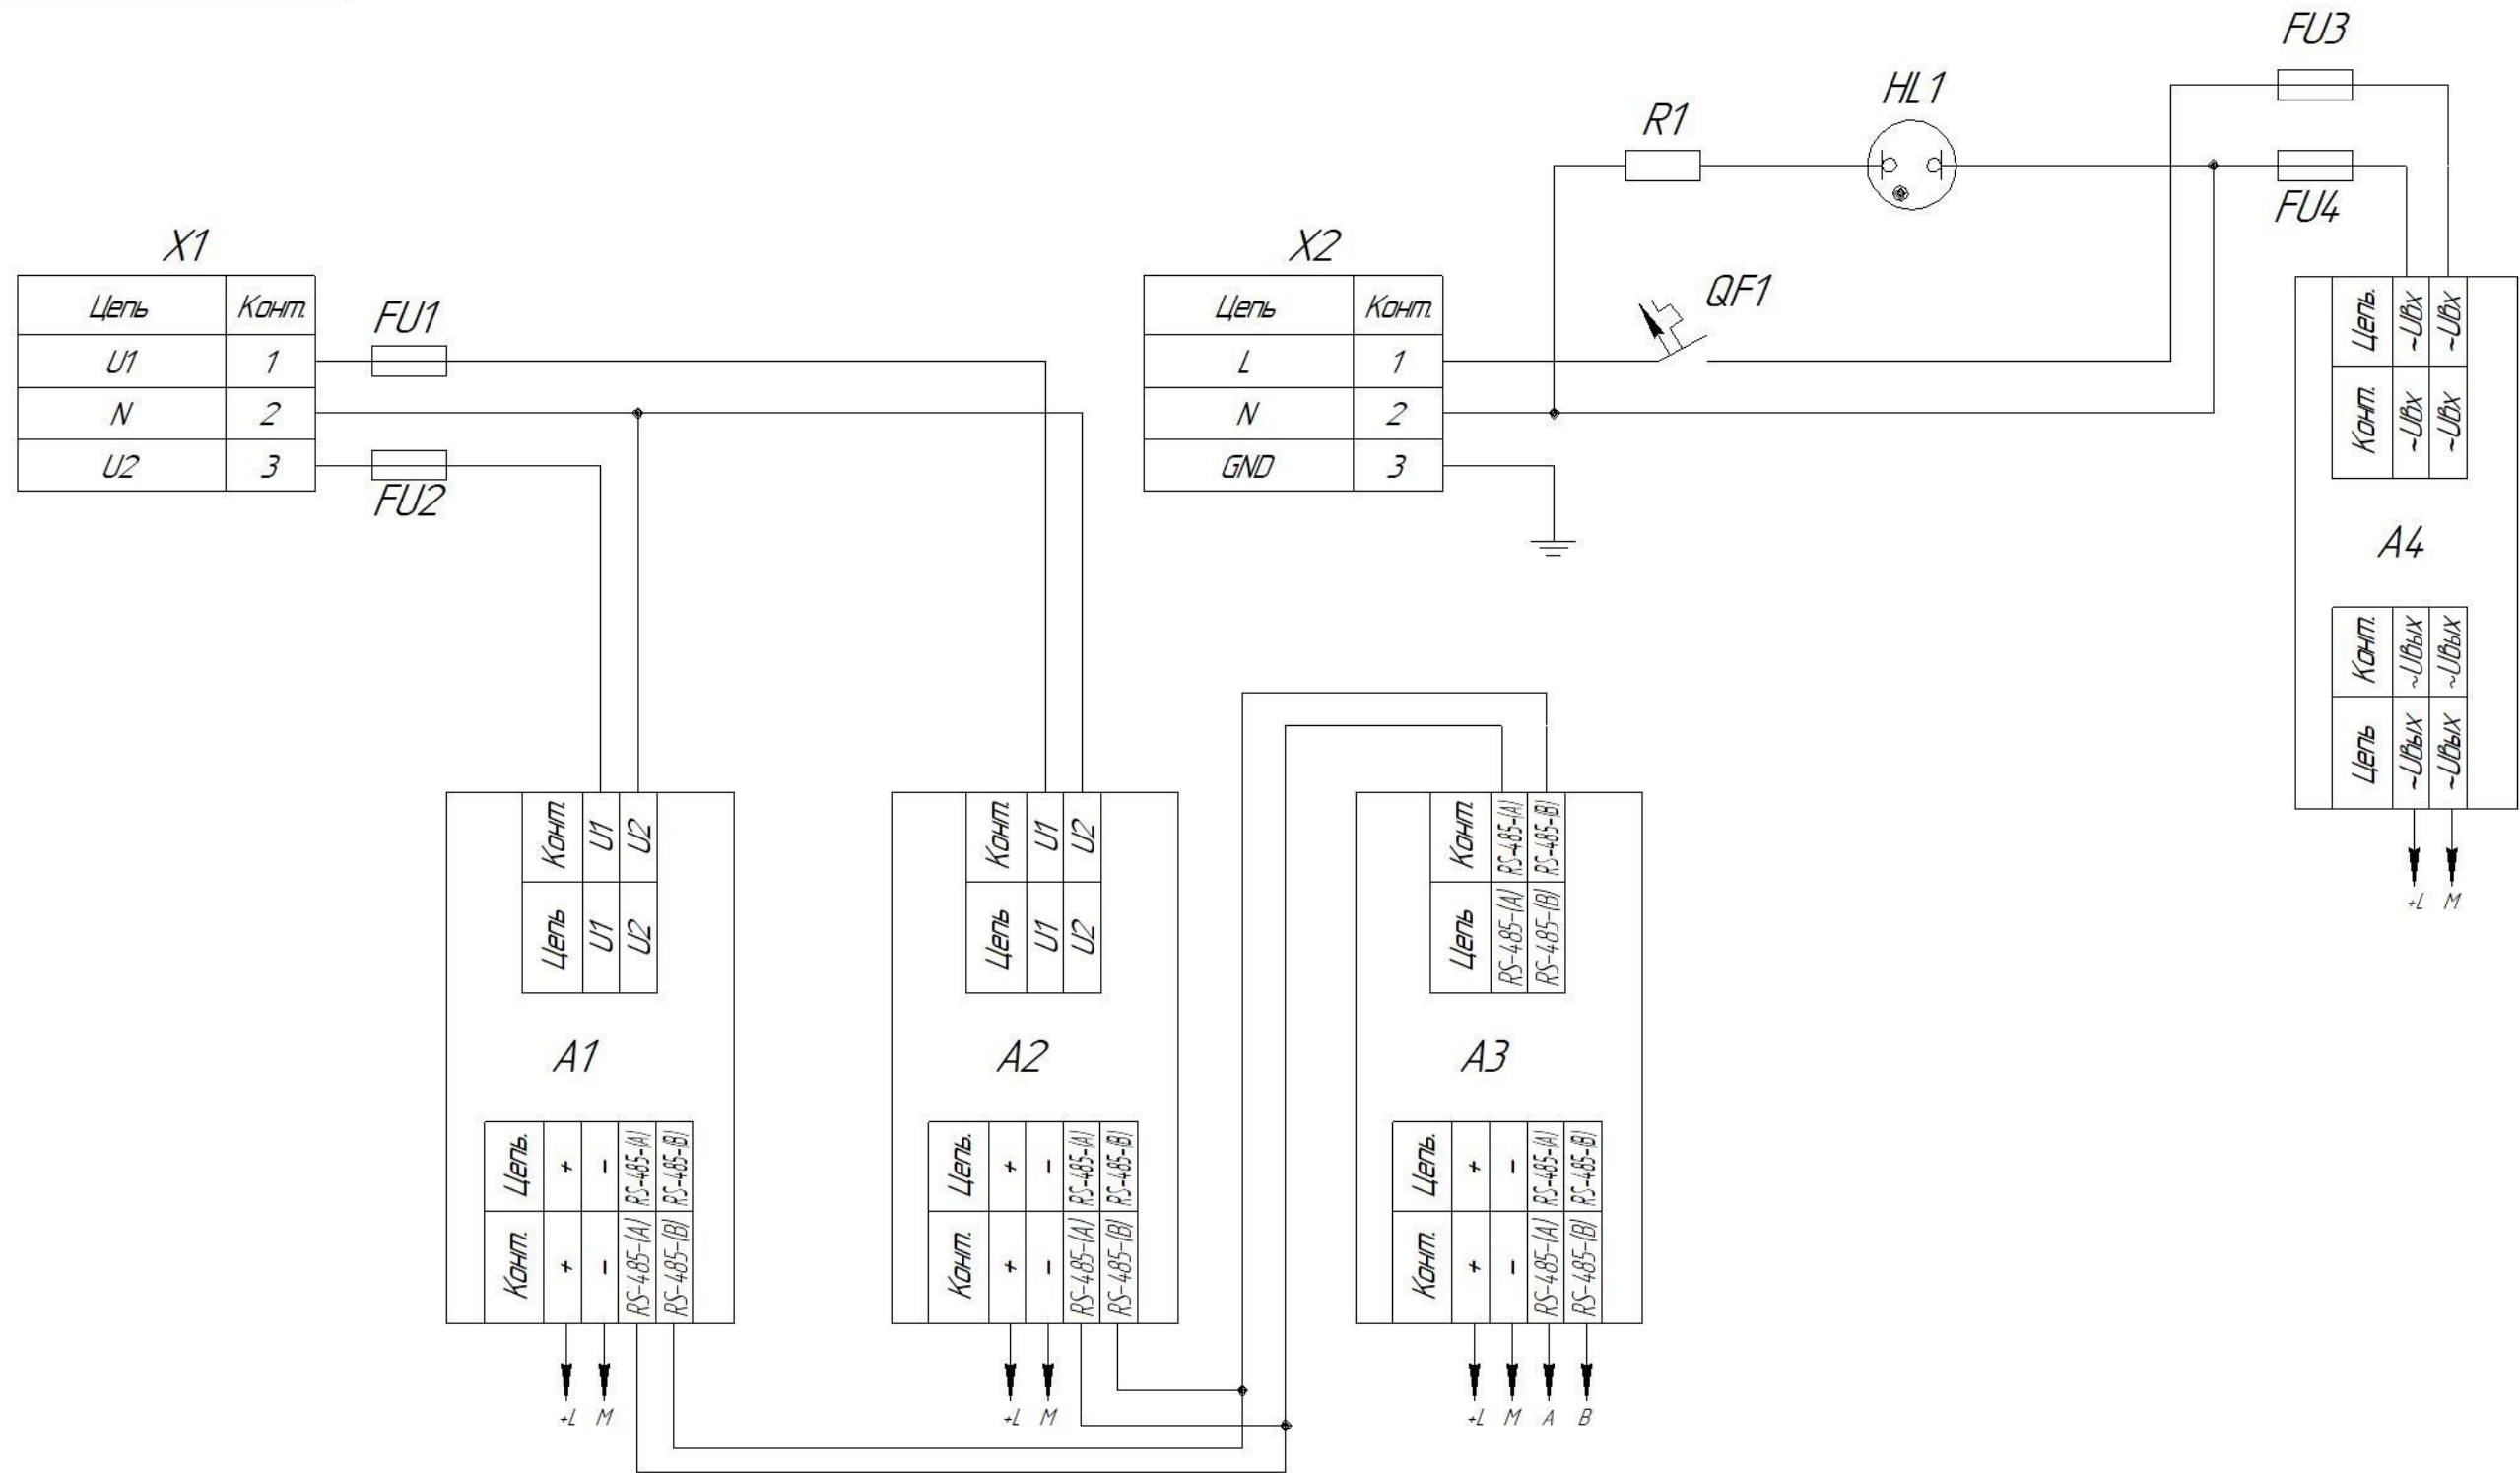 FU3
HL1
R1
FU4
X1
X2
Цепь Конт.
U1 1
N 2
U2 3
FU1
FU2
Цепь Конт.
L 1
N 2
GND 3
QF1
Цепь. ~Uвх ~Uвх
Конт. ~Uвх ~Uвх
A4
Конт. ~Uвых ~Uвых
Цепь ~Uвых ~Uвых
+L M
Конт. U1 U2
Цепь U1 U2
A1
Цепь. + - RS-485-(A) RS-485-(B)
Конт. + - RS-485-(A) RS-485-(B)
+L M
Конт. U1 U2
Цепь U1 U2
A2
Цепь. + - RS-485-(A) RS-485-(B)
Конт. + - RS-485-(A) RS-485-(B)
+L M
Конт. RS-485-(A) RS-485-(B)
Цепь RS-485-(A) RS-485-(B)
A3
Цепь. + - RS-485-(A) RS-485-(B)
Конт. + - RS-485-(A) RS-485-(B)
+L M A B